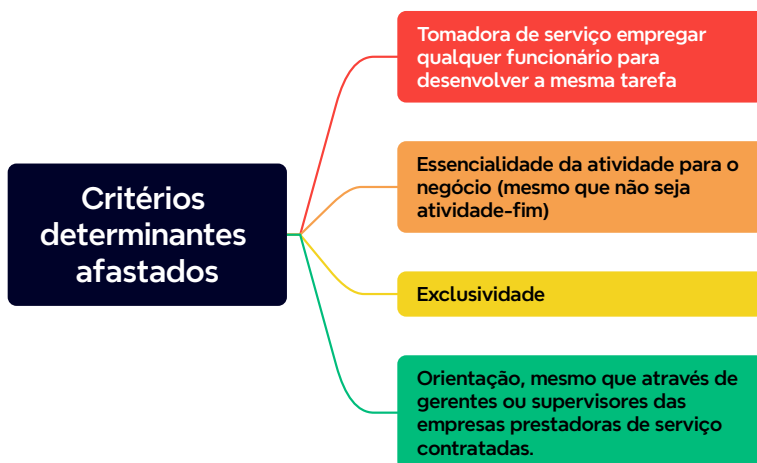 Critérios
determinantes
afastados
Tomadora de serviço empregar
qualquer funcionário para
desenvolver a mesma tarefa
Essencialidade da atividade para o
negócio (mesmo que não seja
atividade-fim)
Exclusividade
Orientação, mesmo que através de
gerentes ou supervisores das
empresas prestadoras de serviço
contratadas.